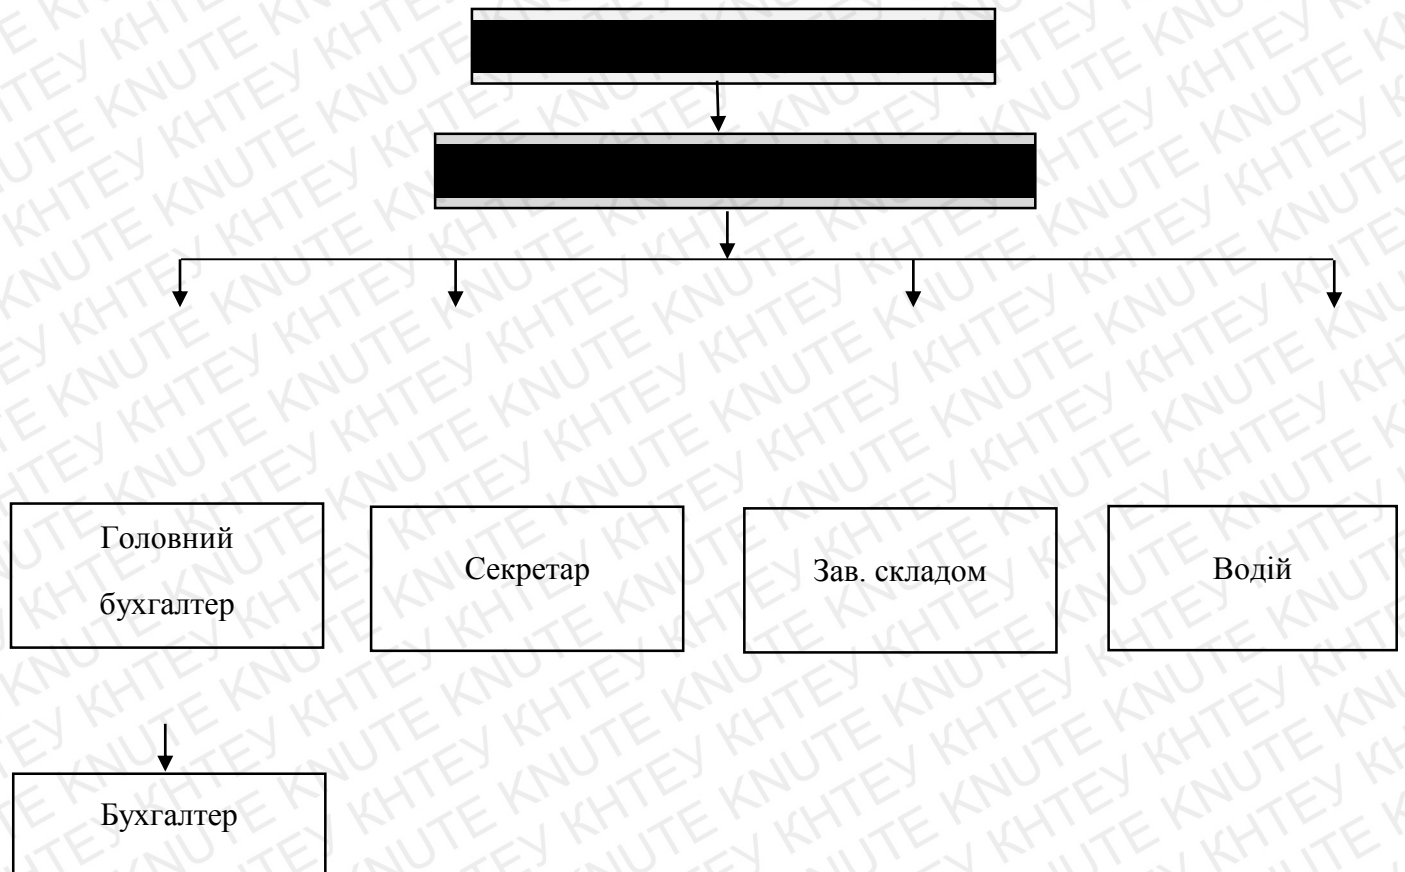 Головний
бухгалтер
Секретар
Зав. складом
Водій
Бухгалтер